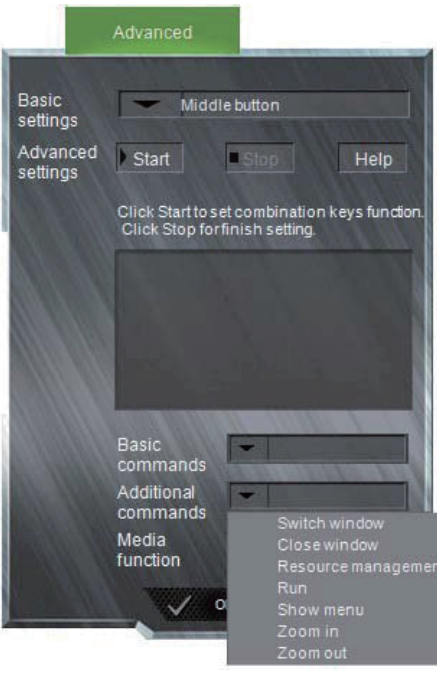 Advanced
Basic
settings
Middle button
Advanced
settings
Start
Stop
Help
Click Start to set combination keys function.
Click Stop for finish setting.
Basic
commands
Additional
commands
Media
function
Switch window
Close window
Resource managemen
Run
Show menu
Zoom in
Zoom out